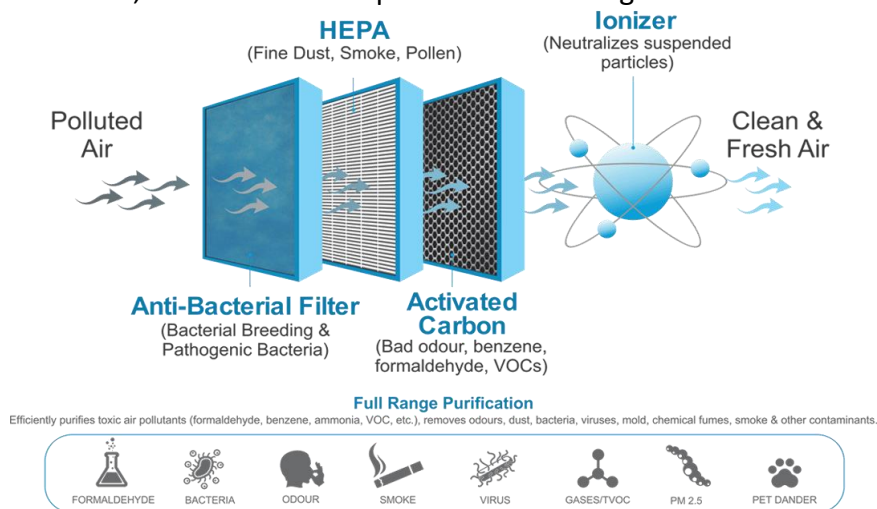 HEPA
(Fine Dust, Smoke, Pollen)
Ionizer
(Neutralizes suspended
particles)
Polluted
Air
Clean &
Fresh Air
Anti-Bacterial Filter
(Bacterial Breeding &
Pathogenic Bacteria)
Activated
Carbon
(Bad odour, benzene,
formaldehyde, VOCs)
Full Range Purification
Efficiently purifies toxic air pollutants (formaldehyde, benzene, ammonia, VOC, etc.), removes odours, dust, bacteria, viruses, mold, chemical fumes, smoke & other contaminants.
FORMALDEHYDE
BACTERIA
ODOUR
SMOKE
VIRUS
GASES/TVOC
PM 2.5
PET DANDER